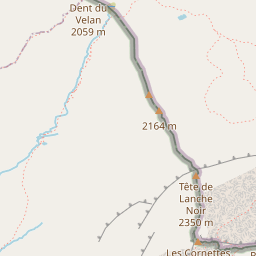 Dent du
Velan
2059 m
2164 m
Tête de
Lanche
Noir
2350 m
Les Cornettes